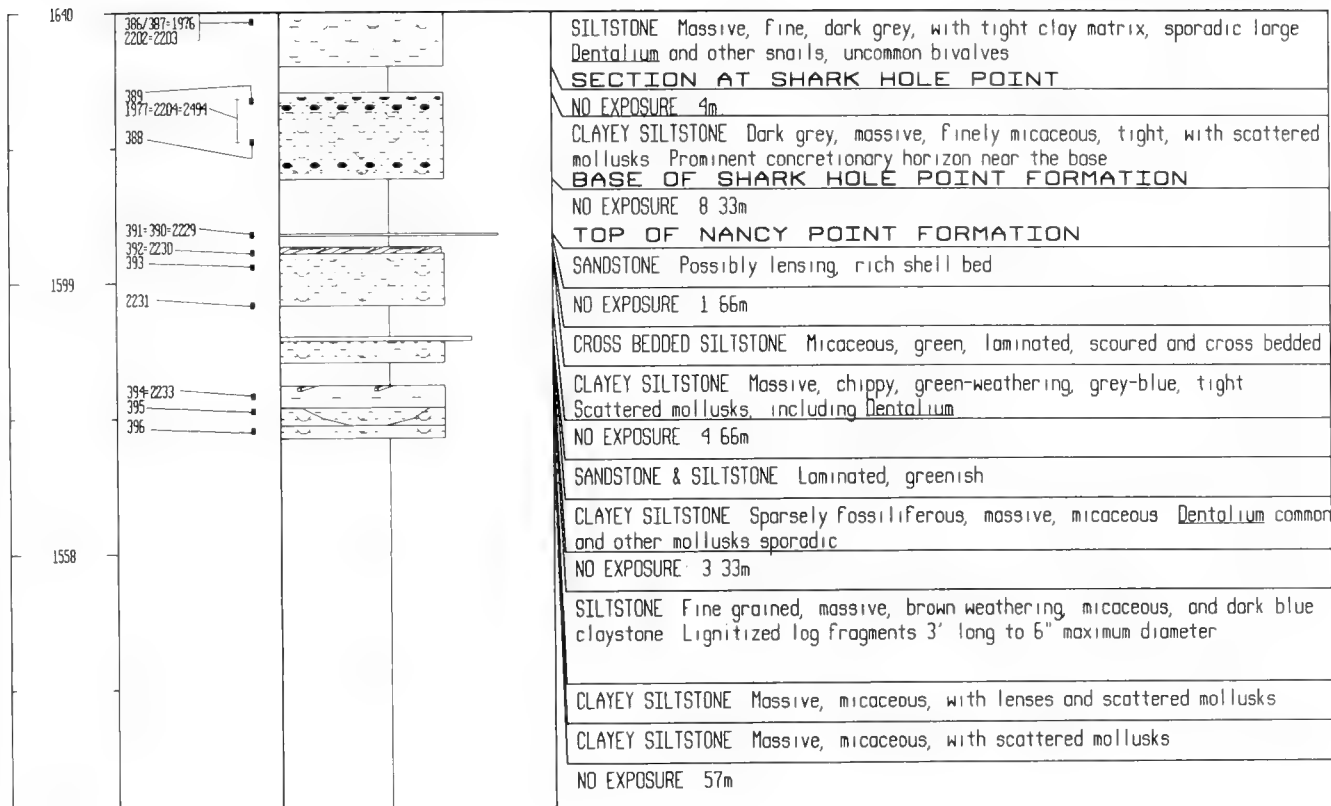 1640
1599
1558
386/387=1976
2202=2203
389
1977=2204=2494
388
391=390=2229
392=2230
393
2231
394=2233
395
396
SILTSTONE Massive, fine, dark grey, with tight clay matrix, sporadic large
Dentalium and other snails, uncommon bivalves
SECTION AT SHARK HOLE POINT
NO EXPOSURE 4m
CLAYEY SILTSTONE Dark grey, massive, finely micaceous, tight, with scattered
mollusks Prominent concretionary horizon near the base
BASE OF SHARK HOLE POINT FORMATION
NO EXPOSURE 8 33m
TOP OF NANCY POINT FORMATION
SANDSTONE Possibly lensing, rich shell bed
NO EXPOSURE 1 66m
CROSS BEDDED SILTSTONE Micaceous, green, laminated, scoured and cross bedded
CLAYEY SILTSTONE Massive, chippy, green-weathering, grey-blue, tight
Scattered mollusks, including Dentalium
NO EXPOSURE 4 66m
SANDSTONE & SILTSTONE Laminated, greenish
CLAYEY SILTSTONE Sparsely fossiliferous, massive, micaceous Dentalium common
and other mollusks sporadic
NO EXPOSURE 3 33m
SILTSTONE Fine grained, massive, brown weathering, micaceous, and dark blue
claystone Lignitized log fragments 3' long to 6" maximum diameter
CLAYEY SILTSTONE Massive, micaceous, with lenses and scattered mollusks
CLAYEY SILTSTONE Massive, micaceous, with scattered mollusks
NO EXPOSURE 57m